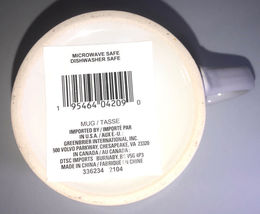 MICROWAVE SAFE
DISHWASHER SAFE
1 95464 04209 0
MUG / TASSE
IMPORTED BY / IMPORTÉ PAR
IN U.S.A. / AUX É.-U.
GREENBRIER INTERNATIONAL, INC.
500 VOLVO PARKWAY, CHESAPEAKE, VA 23320
IN CANADA / AU CANADA:
DTSC IMPORTS BURNABY, BC V5G 4P3
MADE IN CHINA / FABRIQUÉ EN CHINE
336234 2104